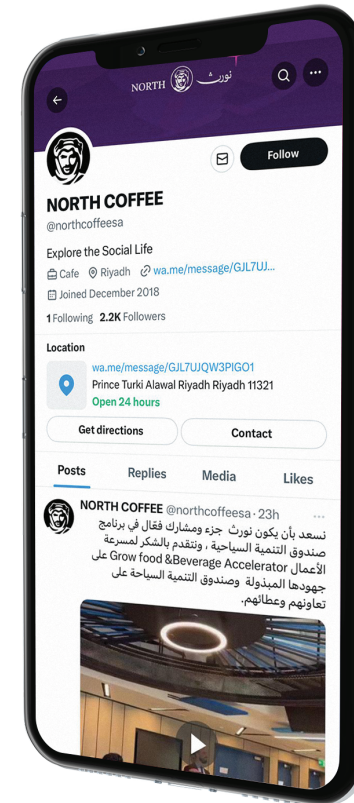 NORTH نورث
Follow
NORTH COFFEE
@northcoffeesa
Explore the Social Life
Cafe Riyadh wa.me/message/GJL7UJ...
Joined December 2018
1 Following 2.2K Followers
Location
wa.me/message/GJL7UJQW3PIGO1
Prince Turki Alawal Riyadh Riyadh 11321
Open 24 hours
Get directions Contact
Posts Replies Media Likes
NORTH COFFEE @northcoffeesa · 23h
نسعد بأن يكون نورث جزء ومشارك فعّال في برنامج
صندوق التنمية السياحية ، ونتقدم بالشكر لمسرعة
الأعمال Grow food &Beverage Accelerator على
جهودها المبذولة وصندوق التنمية السياحة على
تعاونهم وعطائهم.